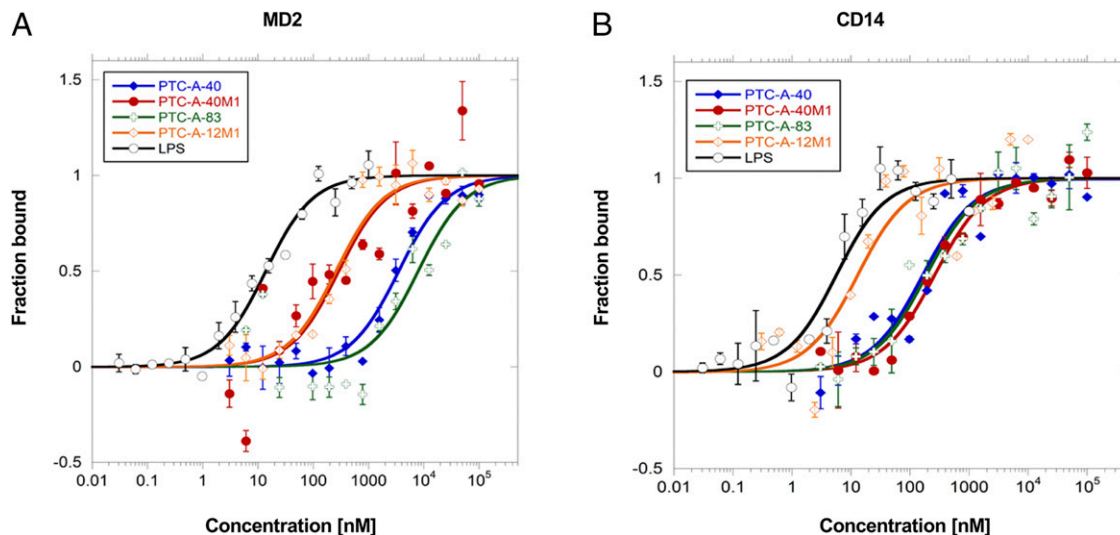 A
MD2
1.5
1
0.5
0
-0.5
PTC-A-40
PTC-A-40M1
PTC-A-83
PTC-A-12M1
LPS
Fraction bound
0.01 0.1 1 10 100 1000 10⁴ 10⁵
Concentration [nM]
B
CD14
1.5
1
0.5
0
-0.5
PTC-A-40
PTC-A-40M1
PTC-A-83
PTC-A-12M1
LPS
Fraction bound
0.01 0.1 1 10 100 1000 10⁴ 10⁵
Concentration [nM]